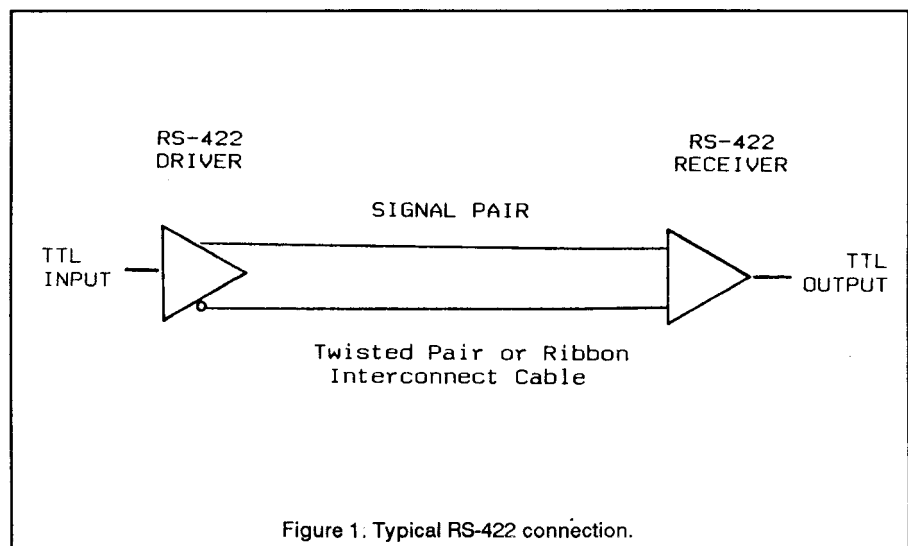 RS-422
DRIVER
RS-422
RECEIVER
SIGNAL PAIR
TTL
INPUT
TTL
OUTPUT
Twisted Pair or Ribbon
Interconnect Cable
Figure 1: Typical RS-422 connection.